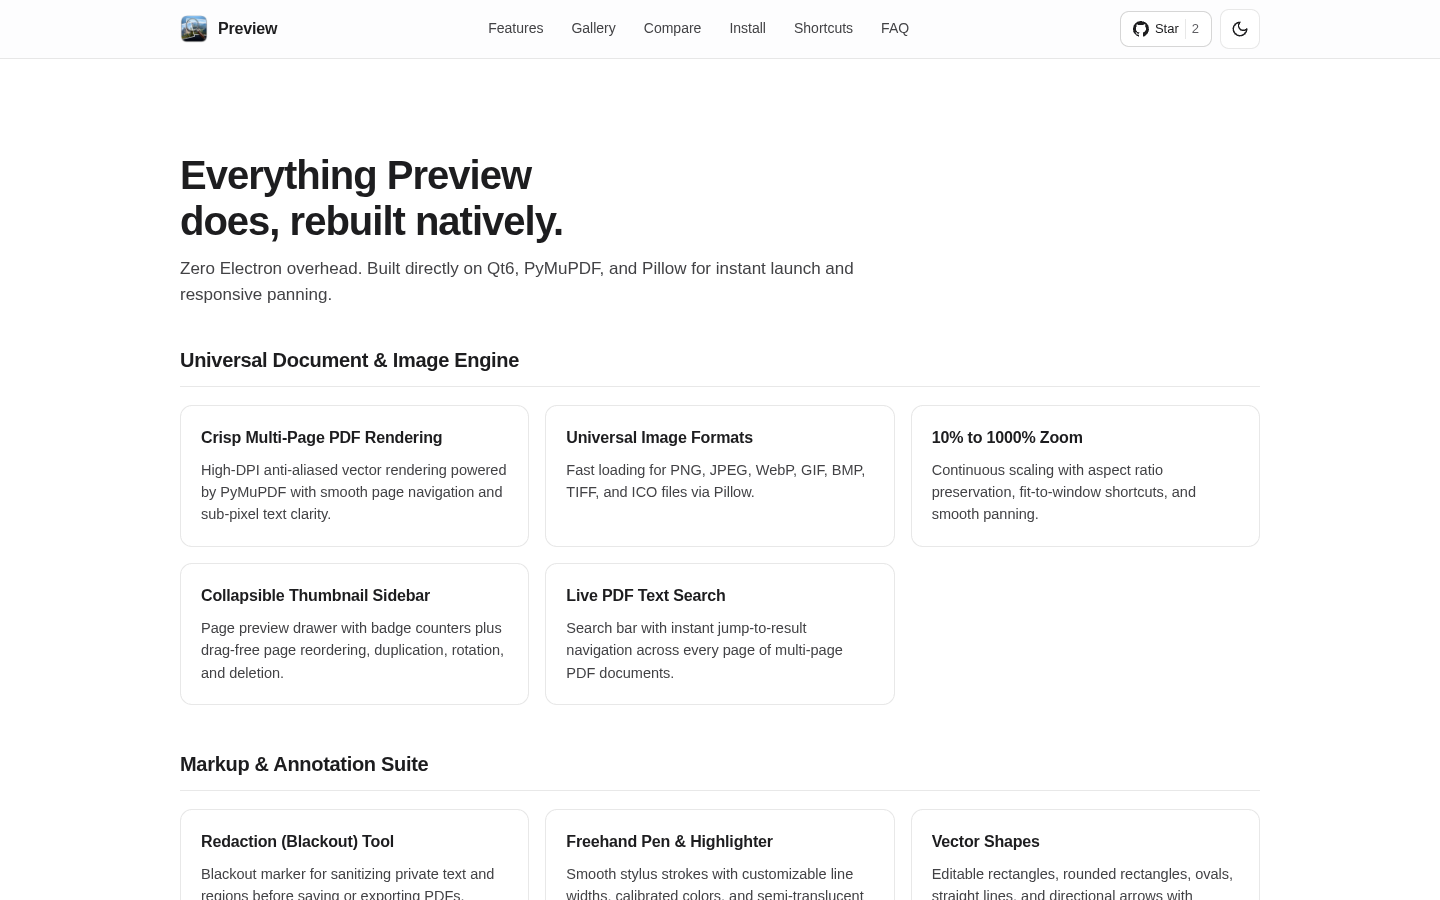 Preview
Features
Gallery
Compare
Install
Shortcuts
FAQ
Star
2
Everything Preview
does, rebuilt natively.
Zero Electron overhead. Built directly on Qt6, PyMuPDF, and Pillow for instant launch and
responsive panning.
Universal Document & Image Engine
Crisp Multi-Page PDF Rendering
High-DPI anti-aliased vector rendering powered
by PyMuPDF with smooth page navigation and
sub-pixel text clarity.
Universal Image Formats
Fast loading for PNG, JPEG, WebP, GIF, BMP,
TIFF, and ICO files via Pillow.
10% to 1000% Zoom
Continuous scaling with aspect ratio
preservation, fit-to-window shortcuts, and
smooth panning.
Collapsible Thumbnail Sidebar
Page preview drawer with badge counters plus
drag-free page reordering, duplication, rotation,
and deletion.
Live PDF Text Search
Search bar with instant jump-to-result
navigation across every page of multi-page
PDF documents.
Markup & Annotation Suite
Redaction (Blackout) Tool
Blackout marker for sanitizing private text and
regions before saving or exporting PDFs.
Freehand Pen & Highlighter
Smooth stylus strokes with customizable line
widths, calibrated colors, and semi-translucent
Vector Shapes
Editable rectangles, rounded rectangles, ovals,
straight lines, and directional arrows with